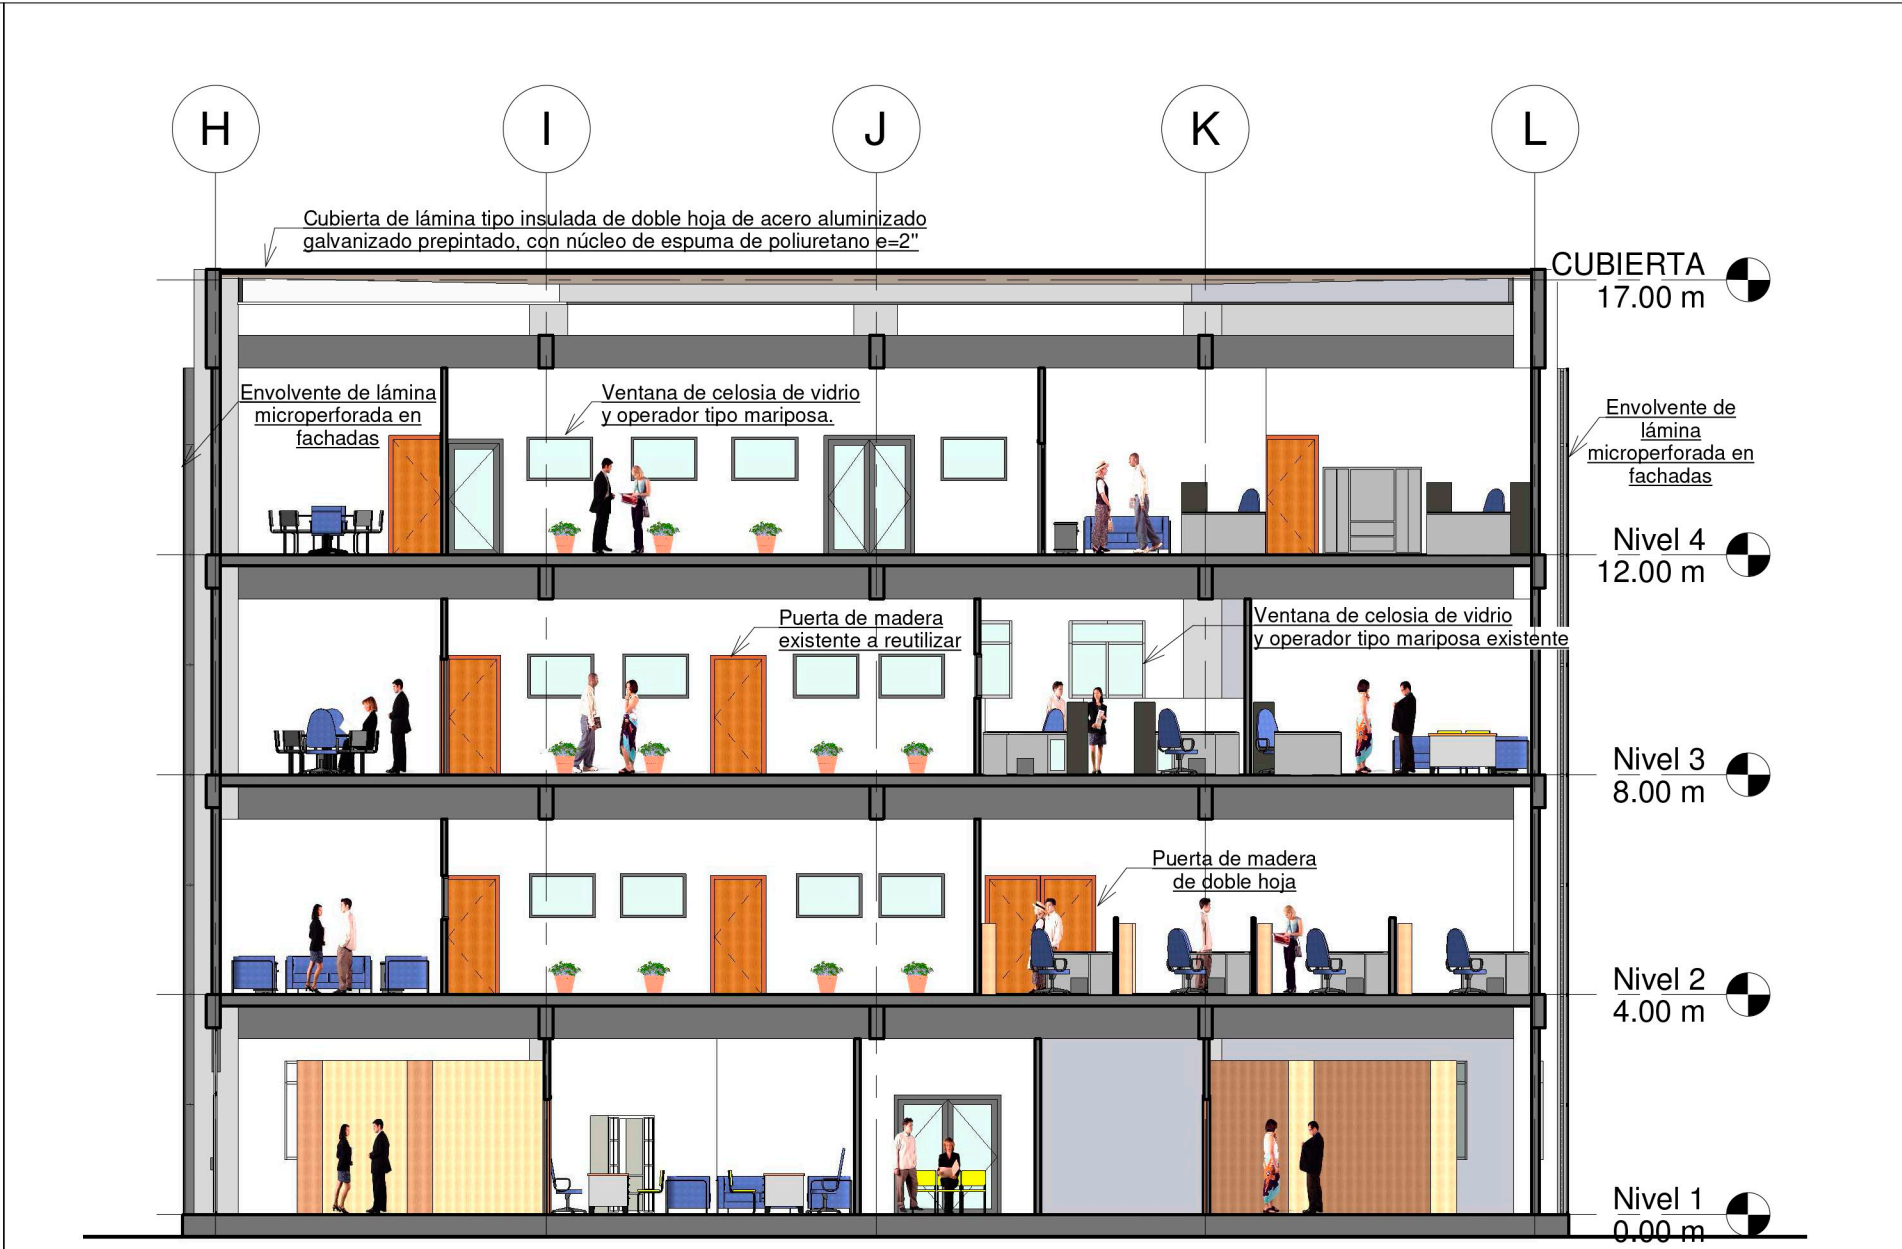 H
I
J
K
L
Cubierta de lámina tipo insulada de doble hoja de acero aluminizado
galvanizado prepintado, con núcleo de espuma de poliuretano e=2"
CUBIERTA
17.00 m
Envolvente de lámina
microperforada en
fachadas
Ventana de celosia de vidrio
y operador tipo mariposa.
Envolvente de
lámina
microperforada en
fachadas
Nivel 4
12.00 m
Puerta de madera
existente a reutilizar
Ventana de celosia de vidrio
y operador tipo mariposa existente
Nivel 3
8.00 m
Puerta de madera
de doble hoja
Nivel 2
4.00 m
Nivel 1
0.00 m